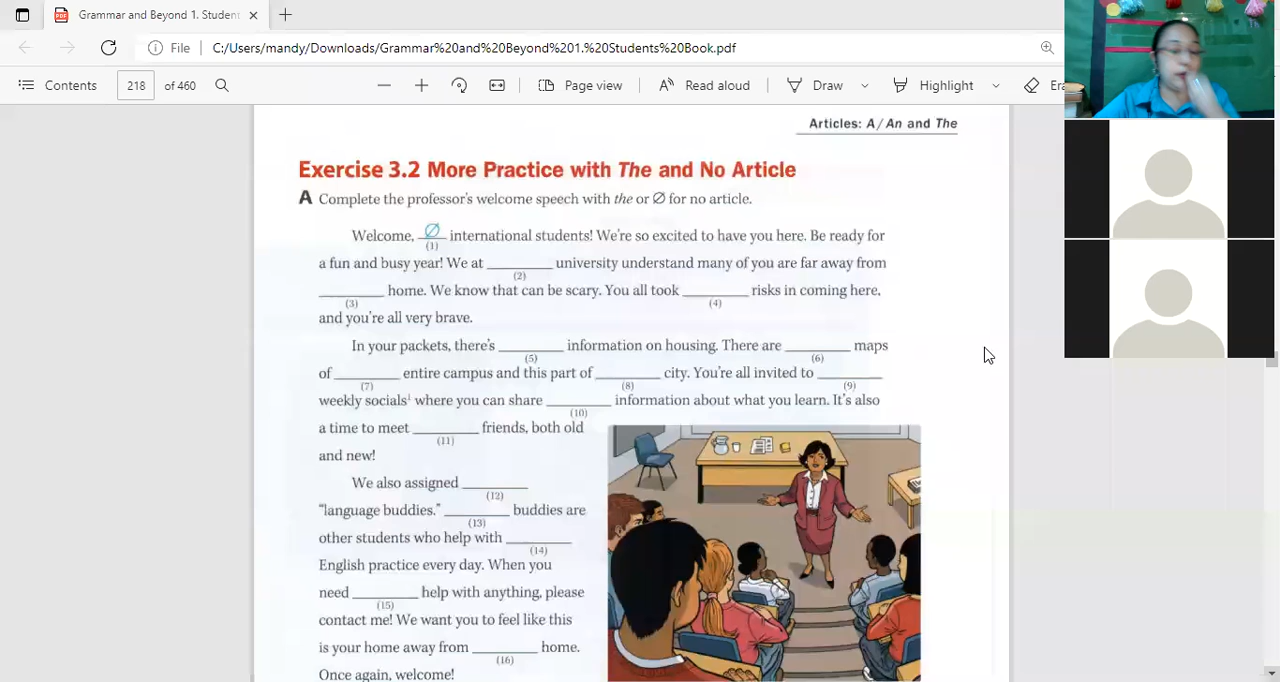 Grammar and Beyond 1. Student
File
C:/Users/mandy/Downloads/Grammar%20and%20Beyond%201.%20Students%20Book.pdf
Contents
218
of 460
Page view
Read aloud
Draw
Highlight
Articles: A / An and The
Exercise 3.2 More Practice with The and No Article
A Complete the professor's welcome speech with the or Ø for no article.
Welcome, Ø international students! We're so excited to have you here. Be ready for
(1)
a fun and busy year! We at ________ university understand many of you are far away from
(2)
________ home. We know that can be scary. You all took ________ risks in coming here,
(3) (4)
and you're all very brave.
In your packets, there's ________ information on housing. There are ________ maps
(5) (6)
of ________ entire campus and this part of ________ city. You're all invited to ________
(7) (8) (9)
weekly socials¹ where you can share ________ information about what you learn. It's also
(10)
a time to meet ________ friends, both old
(11)
and new!
We also assigned ________
(12)
"language buddies." ________ buddies are
(13)
other students who help with ________
(14)
English practice every day. When you
need ________ help with anything, please
(15)
contact me! We want you to feel like this
is your home away from ________ home.
(16)
Once again, welcome!